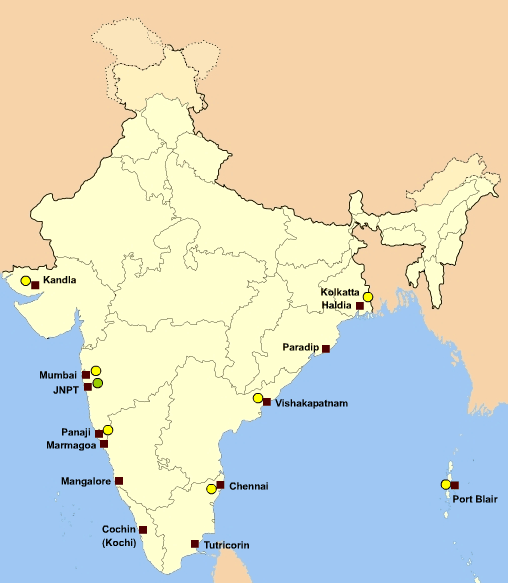 Kandla
Kolkatta
Haldia
Paradip
Mumbai
JNPT
Vishakapatnam
Panaji
Marmagoa
Mangalore
Chennai
Port Blair
Cochin
(Kochi)
Tutricorin